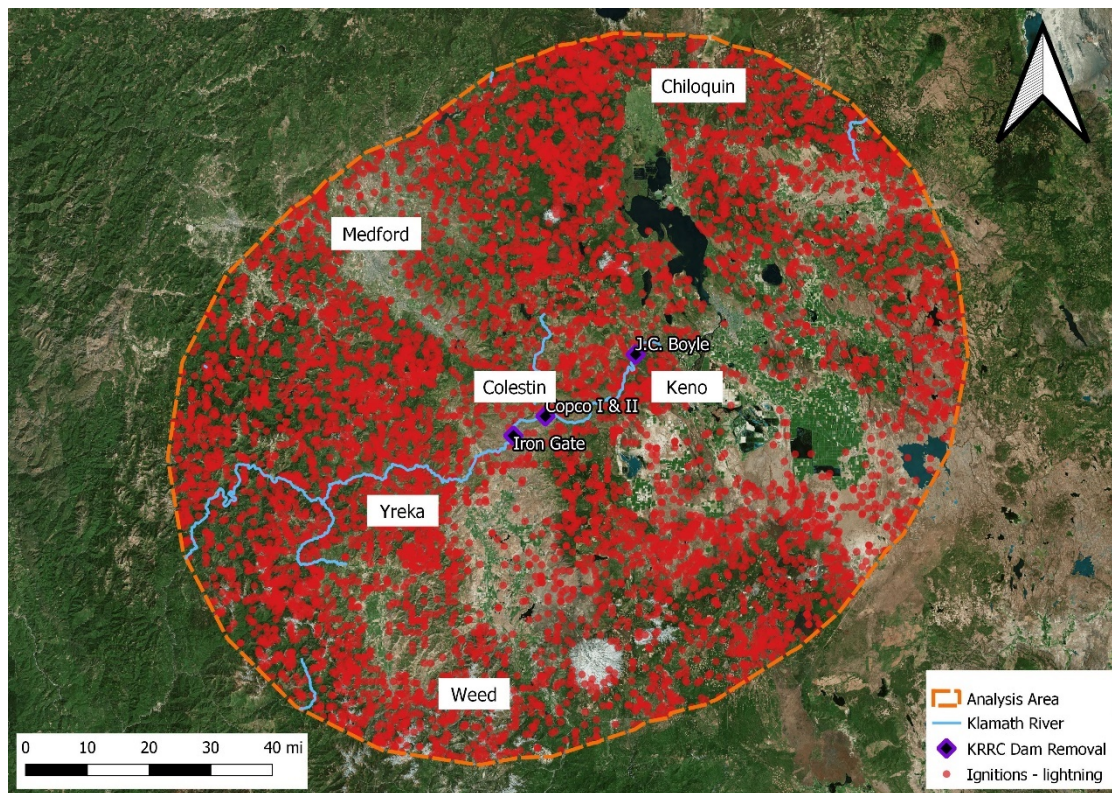 Chiloquin
Medford
J.C. Boyle
Colestin
Keno
Copco I & II
Iron Gate
Yreka
Weed
0 10 20 30 40 mi
Analysis Area
Klamath River
KRRC Dam Removal
Ignitions - lightning